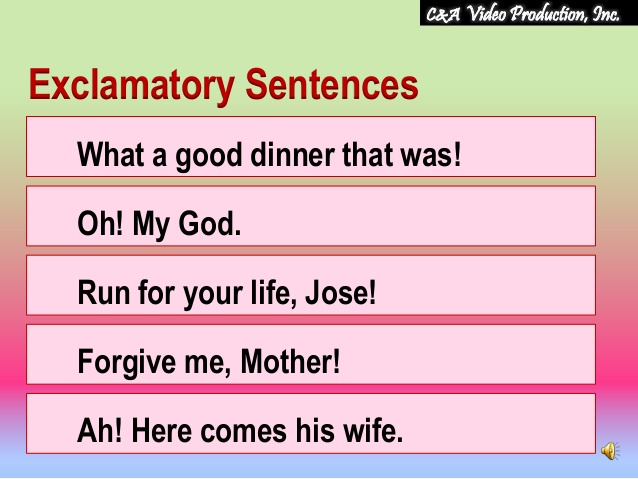 C&A Video Production, Inc.
Exclamatory Sentences
What a good dinner that was!
Oh! My God.
Run for your life, Jose!
Forgive me, Mother!
Ah! Here comes his wife.